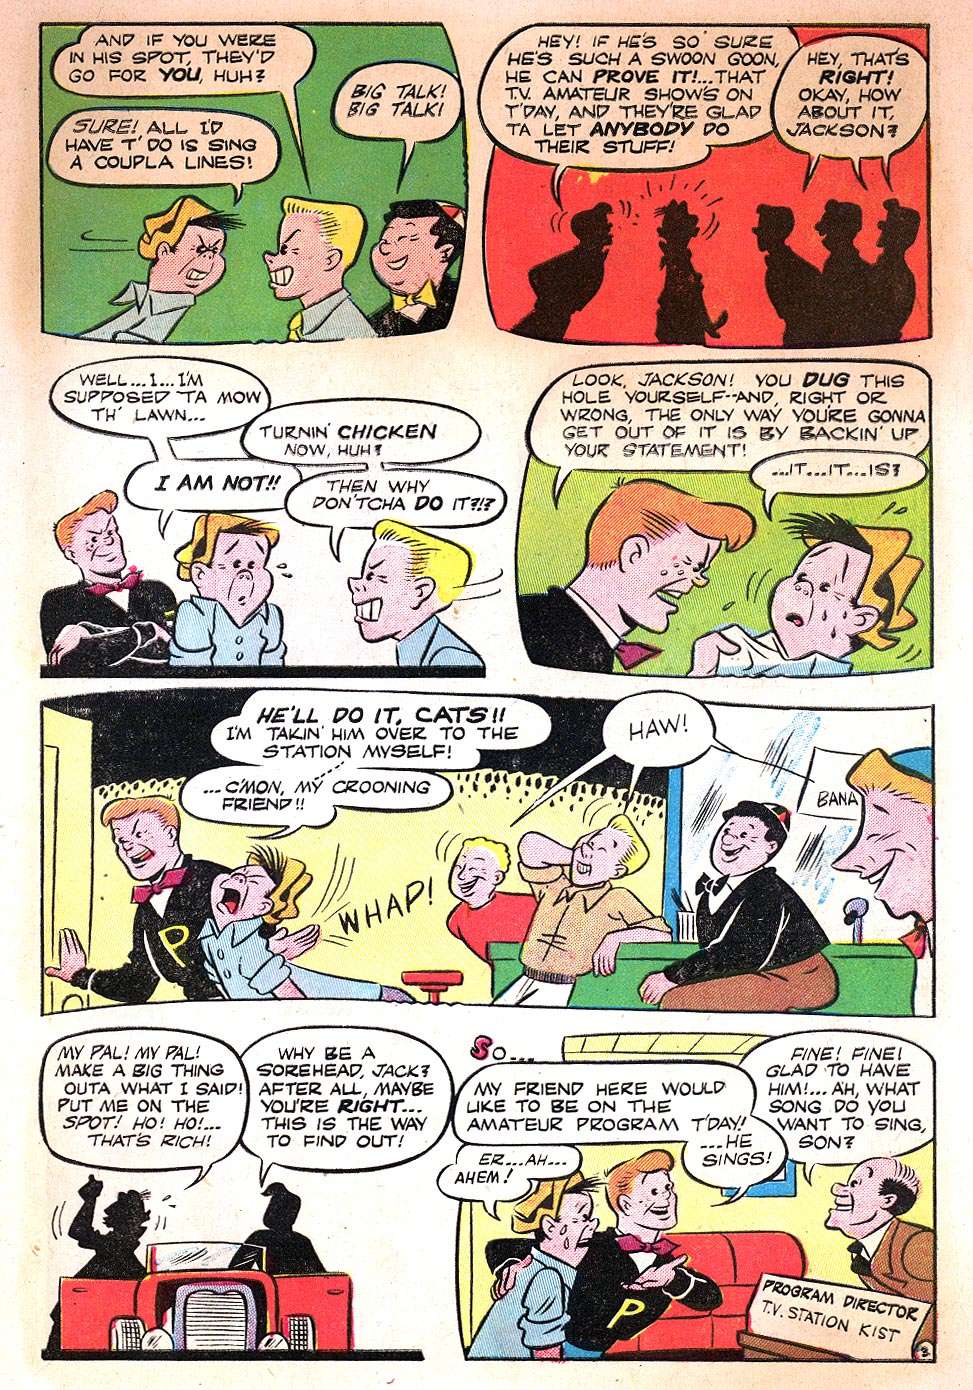 AND IF YOU WERE
IN HIS SPOT, THEY'D
GO FOR YOU, HUH?
SURE! ALL I'D
HAVE T' DO IS SING
A COUPLA LINES!
BIG TALK!
BIG TALK!
HEY! IF HE'S SO SURE
HE'S SUCH A SWOON GOON,
HE CAN PROVE IT!...THAT
T.V. AMATEUR SHOW'S ON
T'DAY, AND THEY'RE GLAD
TA LET ANYBODY DO
THEIR STUFF!
HEY, THAT'S
RIGHT!
OKAY, HOW
ABOUT IT,
JACKSON?
WELL...I...I'M
SUPPOSED TA MOW
TH' LAWN...
TURNIN' CHICKEN
NOW, HUH?
I AM NOT!!
THEN WHY
DON'TCHA DO IT?!?
LOOK, JACKSON! YOU DUG THIS
HOLE YOURSELF--AND, RIGHT OR
WRONG, THE ONLY WAY YOU'RE GONNA
GET OUT OF IT IS BY BACKIN' UP
YOUR STATEMENT!
...IT...IT...IS?
HE'LL DO IT, CATS!!
I'M TAKIN' HIM OVER TO THE
STATION MYSELF!
...C'MON, MY CROONING
FRIEND!!
WHAP!
HAW!
BANA
P
MY PAL! MY PAL!
MAKE A BIG THING
OUTA WHAT I SAID!
PUT ME ON THE
SPOT! HO! HO!...
THAT'S RICH!
WHY BE A
SOREHEAD, JACK?
AFTER ALL, MAYBE
YOU'RE RIGHT...
THIS IS THE WAY
TO FIND OUT!
SO...
MY FRIEND HERE WOULD
LIKE TO BE ON THE
AMATEUR PROGRAM T'DAY!
...HE
SINGS!
ER...AH...
AHEM!
FINE! FINE!
GLAD TO HAVE
HIM!...AH, WHAT
SONG DO YOU
WANT TO SING,
SON?
P
PROGRAM DIRECTOR
T.V. STATION KIST